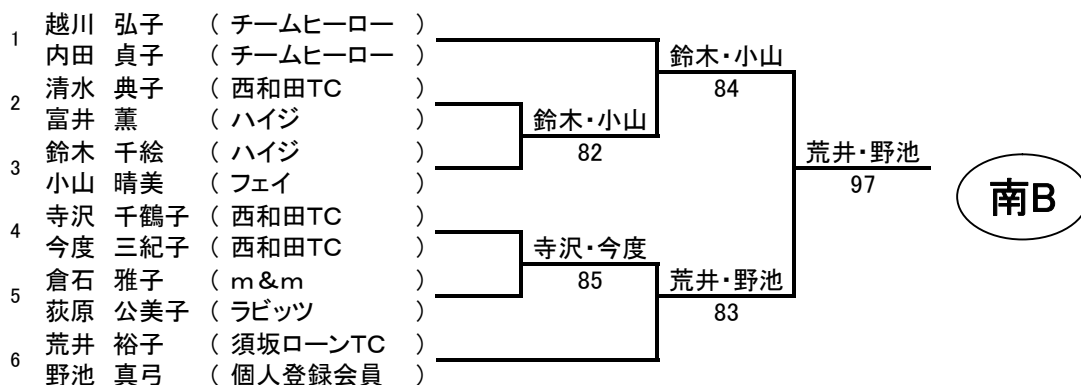 1
越川 弘子 ( チームヒーロー )
内田 貞子 ( チームヒーロー )
2
清水 典子 ( 西和田TC )
富井 薫 ( ハイジ )
3
鈴木 千絵 ( ハイジ )
小山 晴美 ( フェイ )
4
寺沢 千鶴子 ( 西和田TC )
今度 三紀子 ( 西和田TC )
5
倉石 雅子 ( m&m )
荻原 公美子 ( ラビッツ )
6
荒井 裕子 ( 須坂ローンTC )
野池 真弓 ( 個人登録会員 )
鈴木・小山
82
寺沢・今度
85
鈴木・小山
84
荒井・野池
83
荒井・野池
97
南B